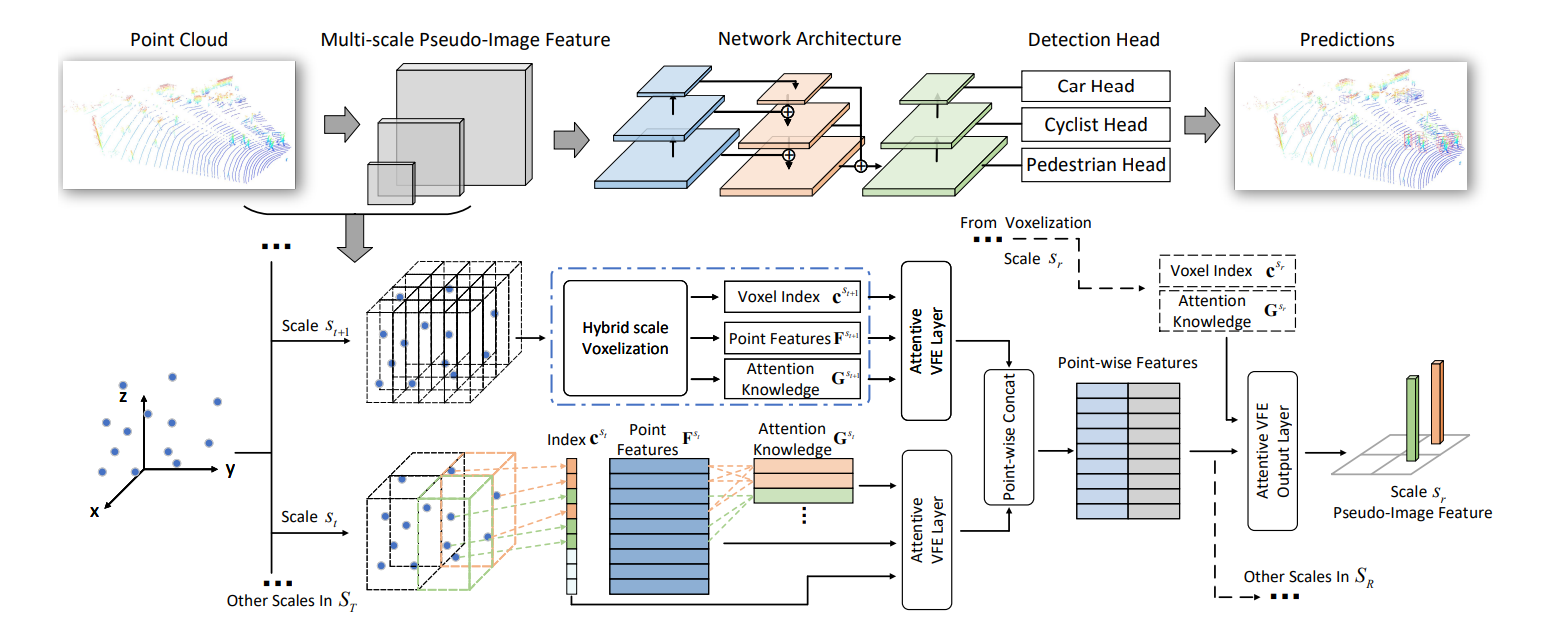 Point Cloud
Multi-scale Pseudo-Image Feature
Network Architecture
Detection Head
Predictions
Car Head
Cyclist Head
Pedestrian Head
From Voxelization
Scale s_r
Voxel Index c^{s_r}
Attention
Knowledge G^{s_r}
Scale s_{t+1}
Hybrid scale
Voxelization
Voxel Index c^{s_{t+1}}
Point Features F^{s_{t+1}}
Attention
Knowledge G^{s_{t+1}}
Attentive
VFE Layer
Point-wise Concat
Point-wise Features
Attentive VFE
Output Layer
Scale s_r
Pseudo-Image Feature
z
y
x
Index c^{s_t}
Point
Features F^{s_t}
Attention
Knowledge G^{s_t}
Attentive
VFE Layer
Scale s_t
Other Scales In S_T
Other Scales In S_R